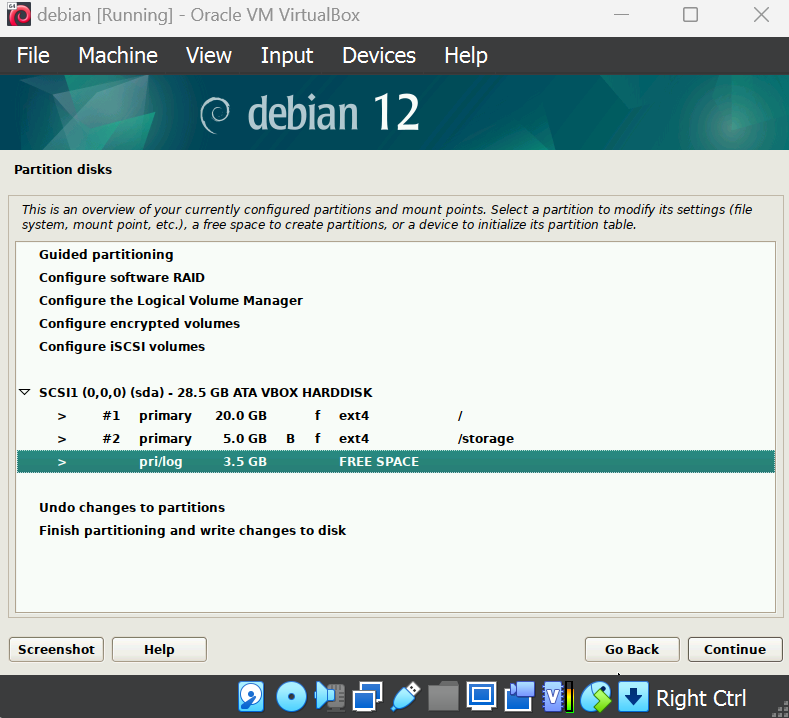 64
debian [Running] - Oracle VM VirtualBox
File Machine View Input Devices Help
debian 12
Partition disks
This is an overview of your currently configured partitions and mount points. Select a partition to modify its settings (file
system, mount point, etc.), a free space to create partitions, or a device to initialize its partition table.
Guided partitioning
Configure software RAID
Configure the Logical Volume Manager
Configure encrypted volumes
Configure iSCSI volumes
SCSI1 (0,0,0) (sda) - 28.5 GB ATA VBOX HARDDISK
> #1 primary 20.0 GB f ext4 /
> #2 primary 5.0 GB B f ext4 /storage
> pri/log 3.5 GB FREE SPACE
Undo changes to partitions
Finish partitioning and write changes to disk
Screenshot Help Go Back Continue
V Right Ctrl